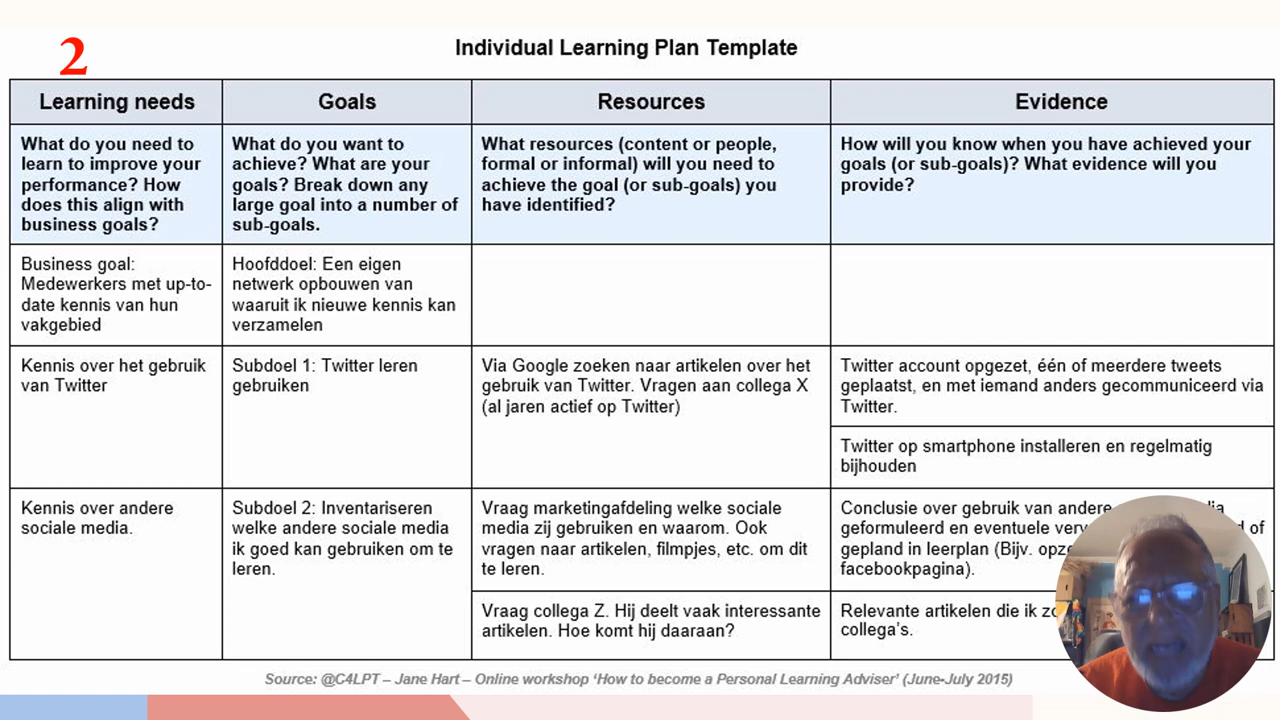 2
Individual Learning Plan Template
Learning needs
Goals
Resources
Evidence
What do you need to
learn to improve your
performance? How
does this align with
business goals?
What do you want to
achieve? What are your
goals? Break down any
large goal into a number of
sub-goals.
What resources (content or people,
formal or informal) will you need to
achieve the goal (or sub-goals) you
have identified?
How will you know when you have achieved your
goals (or sub-goals)? What evidence will you
provide?
Business goal:
Medewerkers met up-to-
date kennis van hun
vakgebied
Hoofddoel: Een eigen
netwerk opbouwen van
waaruit ik nieuwe kennis kan
verzamelen
Kennis over het gebruik
van Twitter
Subdoel 1: Twitter leren
gebruiken
Via Google zoeken naar artikelen over het
gebruik van Twitter. Vragen aan collega X
(al jaren actief op Twitter)
Twitter account opgezet, één of meerdere tweets
geplaatst, en met iemand anders gecommuniceerd via
Twitter.
Twitter op smartphone installeren en regelmatig
bijhouden
Kennis over andere
sociale media.
Subdoel 2: Inventariseren
welke andere sociale media
ik goed kan gebruiken om te
leren.
Vraag marketingafdeling welke sociale
media zij gebruiken en waarom. Ook
vragen naar artikelen, filmpjes, etc. om dit
te leren.
Conclusie over gebruik van andere
geformuleerd en eventuele of
gepland in leerplan (Bijv.
facebookpagina).
Vraag collega Z. Hij deelt vaak interessante
artikelen. Hoe komt hij daaraan?
Relevante artikelen die ik
collega's.
Source: @C4LPT – Jane Hart – Online workshop 'How to become a Personal Learning Adviser' (June-July 2015)